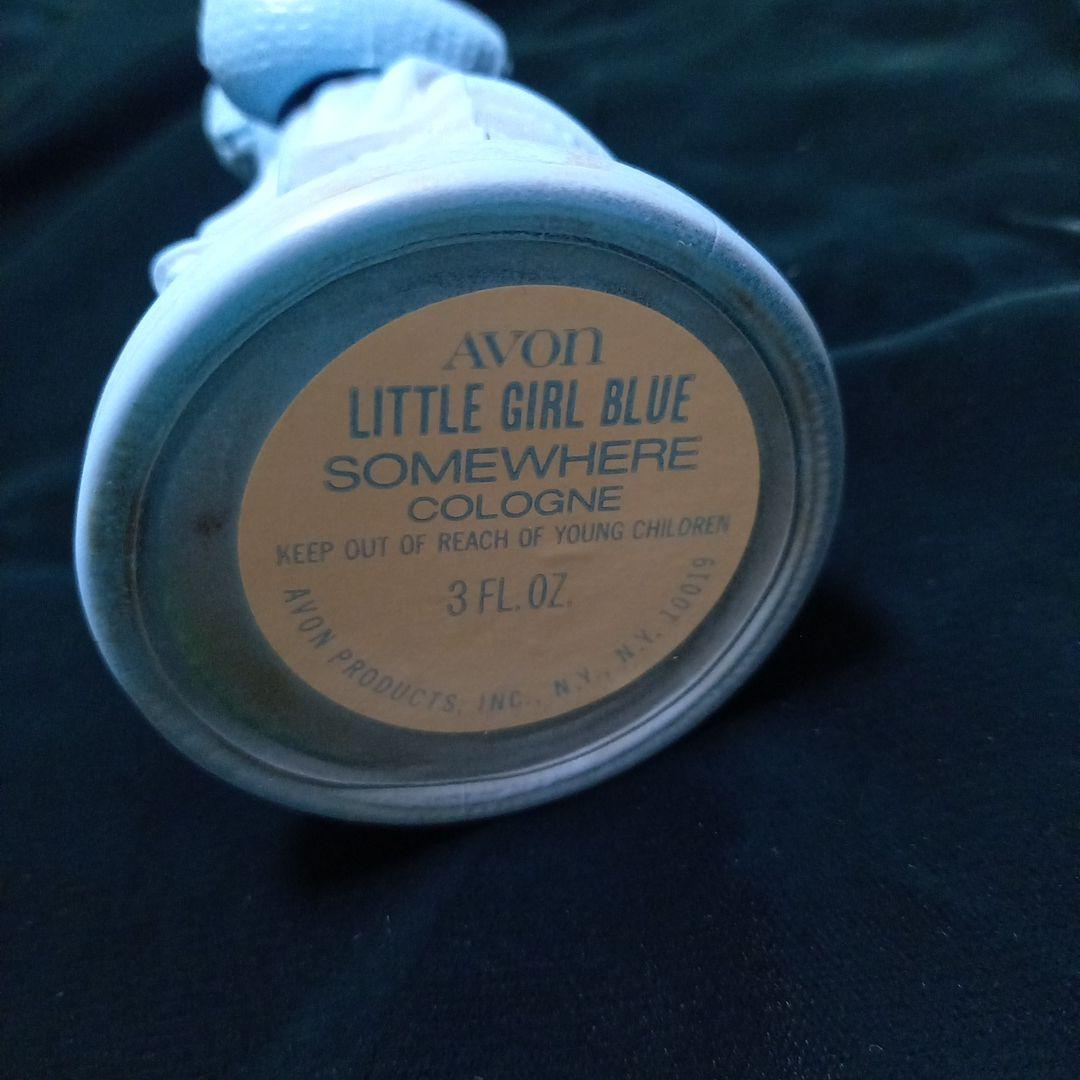 AVON
LITTLE GIRL BLUE
SOMEWHERE
COLOGNE
KEEP OUT OF REACH OF YOUNG CHILDREN
3 FL. OZ.
AVON PRODUCTS, INC., N.Y., N.Y. 10019